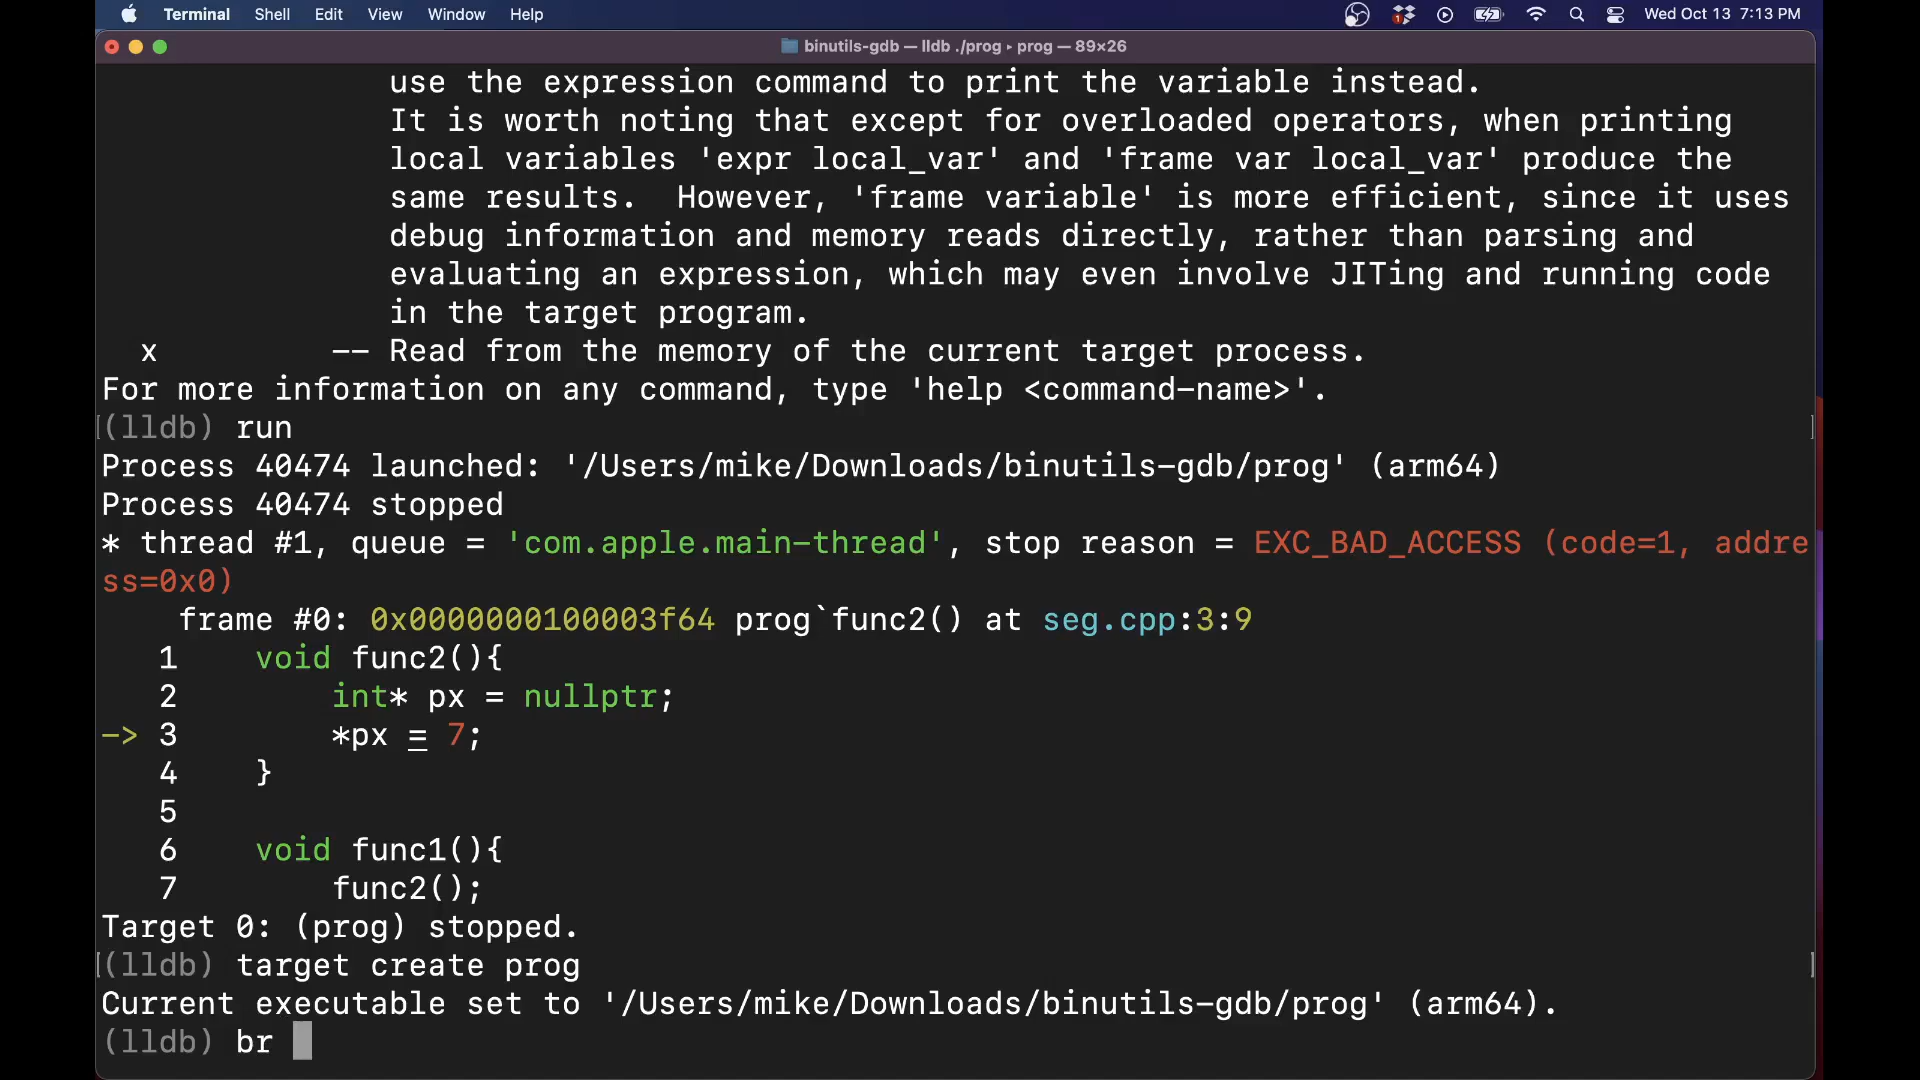 Terminal Shell Edit View Window Help 1 Wed Oct 13 7:13 PM
binutils-gdb — lldb ./prog ▸ prog — 89×26
use the expression command to print the variable instead.
It is worth noting that except for overloaded operators, when printing
local variables 'expr local_var' and 'frame var local_var' produce the
same results.  However, 'frame variable' is more efficient, since it uses
debug information and memory reads directly, rather than parsing and
evaluating an expression, which may even involve JITing and running code
in the target program.
x         -- Read from the memory of the current target process.
For more information on any command, type 'help <command-name>'.
(lldb) run
Process 40474 launched: '/Users/mike/Downloads/binutils-gdb/prog' (arm64)
Process 40474 stopped
* thread #1, queue = 'com.apple.main-thread', stop reason = EXC_BAD_ACCESS (code=1, addre
ss=0x0)
    frame #0: 0x0000000100003f64 prog`func2() at seg.cpp:3:9
   1    void func2(){
   2        int* px = nullptr;
-> 3        *px = 7;
   4    }
   5
   6    void func1(){
   7        func2();
Target 0: (prog) stopped.
(lldb) target create prog
Current executable set to '/Users/mike/Downloads/binutils-gdb/prog' (arm64).
(lldb) br